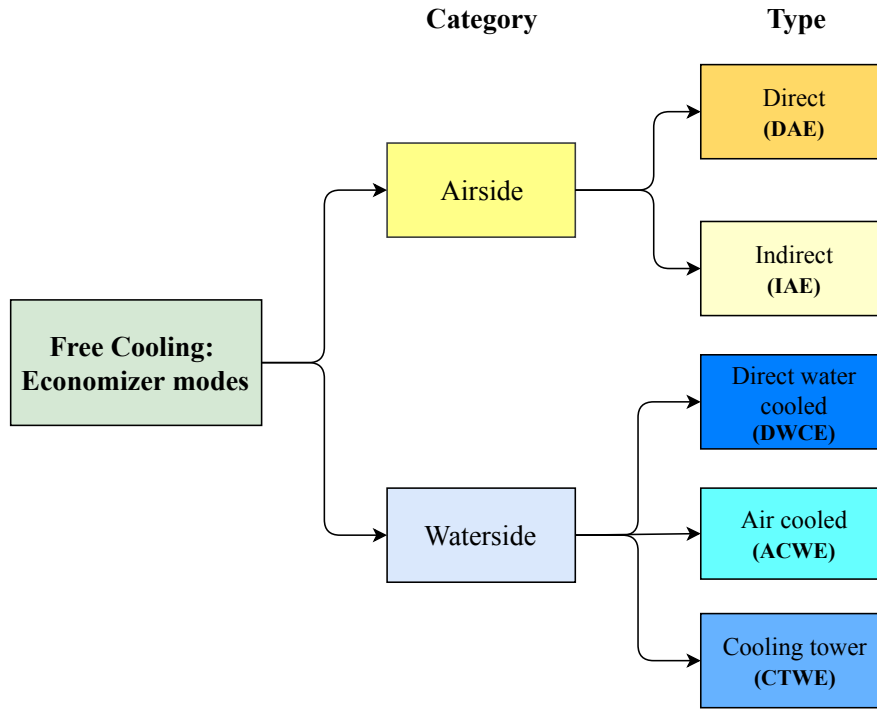 Category
Type
Direct
(DAE)
Airside
Indirect
(IAE)
Free Cooling:
Economizer modes
Direct water
cooled
(DWCE)
Waterside
Air cooled
(ACWE)
Cooling tower
(CTWE)